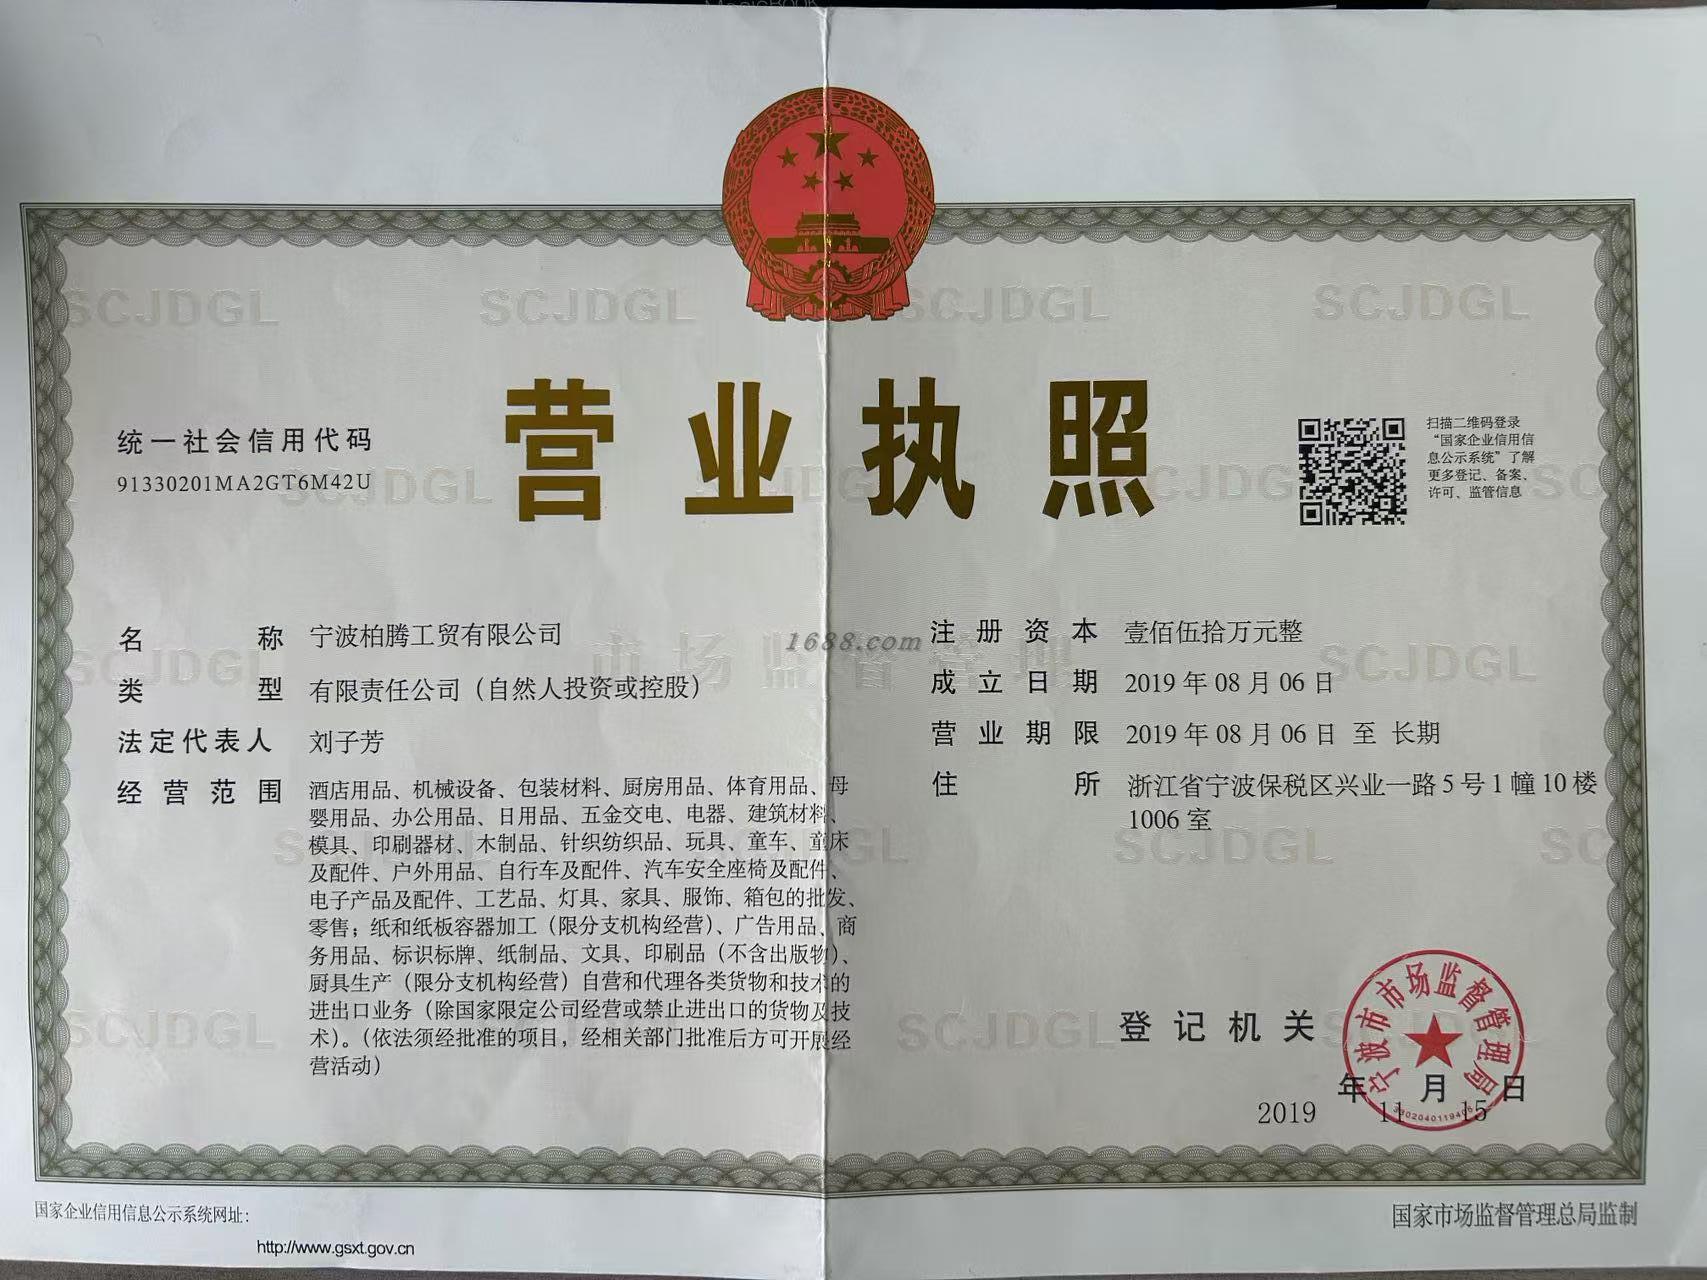 MagicBook
SCJDGL SCJDGL SCJDGL SCJDGL
营业执照
统一社会信用代码
91330201MA2GT6M42U
扫描二维码登录
“国家企业信用信
息公示系统”了解
更多登记、备案、
许可、监管信息
名称 宁波柏腾工贸有限公司
类型 有限责任公司（自然人投资或控股）
法定代表人 刘子芳
经营范围 酒店用品、机械设备、包装材料、厨房用品、体育用品、母
婴用品、办公用品、日用品、五金交电、电器、建筑材料、
模具、印刷器材、木制品、针织纺织品、玩具、童车、童床
及配件、户外用品、自行车及配件、汽车安全座椅及配件、
电子产品及配件、工艺品、灯具、家具、服饰、箱包的批发、
零售；纸和纸板容器加工（限分支机构经营）、广告用品、商
务用品、标识标牌、纸制品、文具、印刷品（不含出版物）、
厨具生产（限分支机构经营）自营和代理各类货物和技术的
进出口业务（除国家限定公司经营或禁止进出口的货物及技
术）。（依法须经批准的项目，经相关部门批准后方可开展经
营活动）
市场监督管理
1688.com
注册资本 壹佰伍拾万元整
成立日期 2019年08月06日
营业期限 2019年08月06日 至 长期
住所 浙江省宁波保税区兴业一路5号1幢10楼
1006室
登记机关
宁波市市场监督管理局
2019年11月15日
国家企业信用信息公示系统网址：
http://www.gsxt.gov.cn
国家市场监督管理总局监制